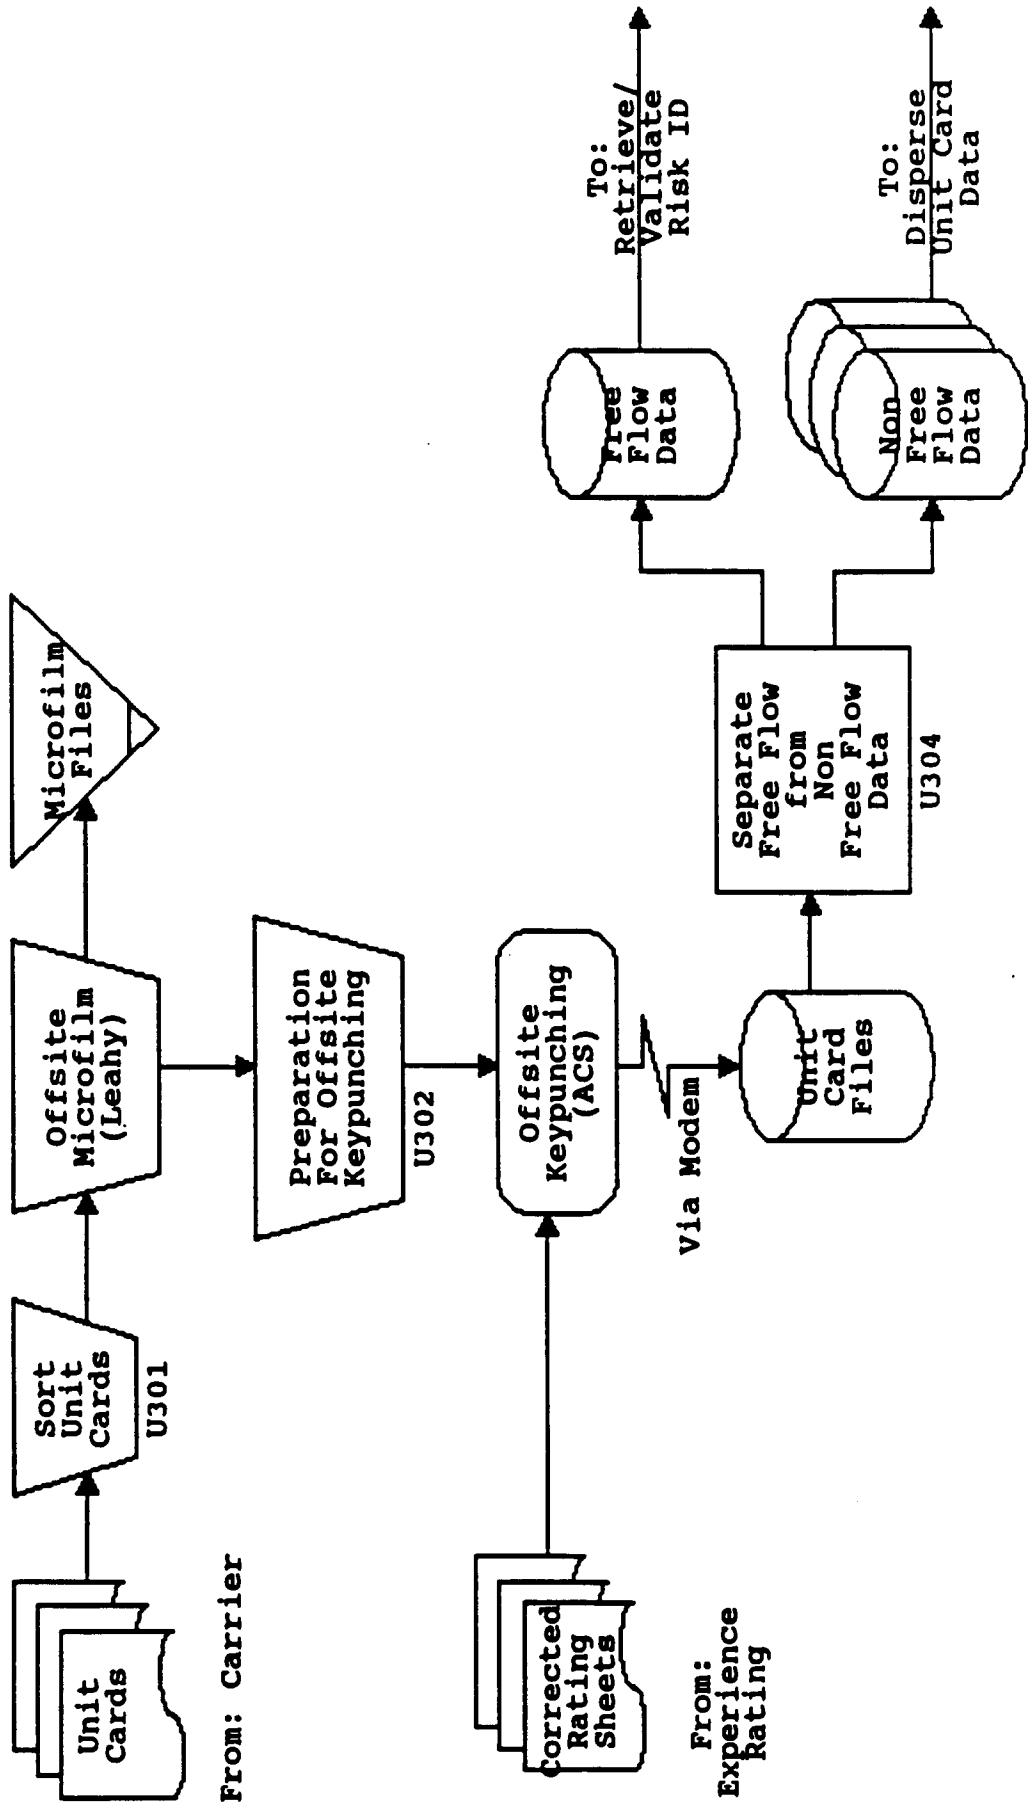 Unit
Cards
From: Carrier
Sort
Unit
Cards
U301
Offsite
Microfilm
(Leahy)
Microfilm
Files
Preparation
For Offsite
Keypunching
U302
Corrected
Rating
Sheets
From:
Experience
Rating
Offsite
Keypunching
(ACS)
Via Modem
Unit
Card
Files
Separate
Free Flow
from
Non
Free Flow
Data
U304
Free
Flow
Data
To:
Retrieve/
Validate
Risk ID
Non
Free
Flow
Data
To:
Disperse
Unit Card
Data